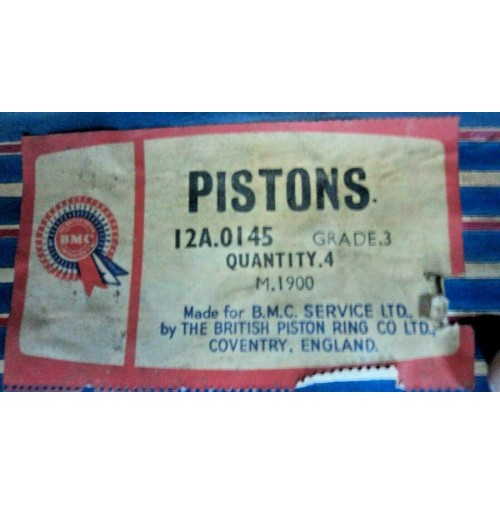 BMC
PISTONS.
12A.0145 GRADE.3
QUANTITY.4
M.1900
Made for B.M.C. SERVICE LTD.,
by THE BRITISH PISTON RING CO LTD.,
COVENTRY, ENGLAND.